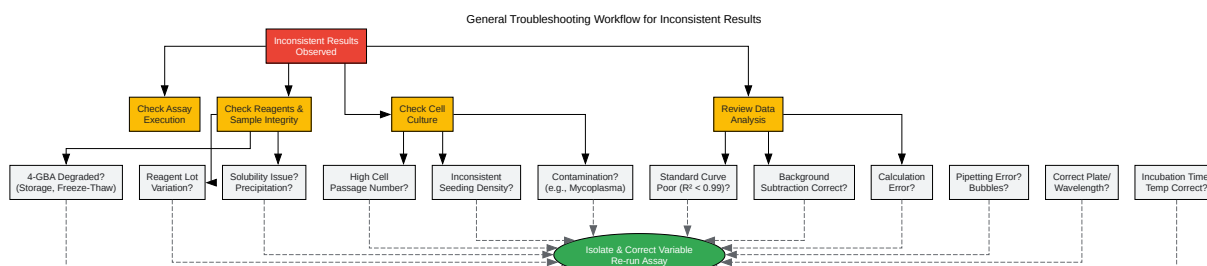 General Troubleshooting Workflow for Inconsistent Results
Inconsistent Results
Observed
Check Assay
Execution
Check Reagents &
Sample Integrity
Check Cell
Culture
Review Data
Analysis
4-GBA Degraded?
(Storage, Freeze-Thaw)
Reagent Lot
Variation?
Solubility Issue?
Precipitation?
High Cell
Passage Number?
Inconsistent
Seeding Density?
Contamination?
(e.g., Mycoplasma)
Standard Curve
Poor (R² < 0.99)?
Background
Subtraction Correct?
Calculation
Error?
Pipetting Error?
Bubbles?
Correct Plate/
Wavelength?
Incubation Time
Temp Correct?
Isolate & Correct Variable
Re-run Assay